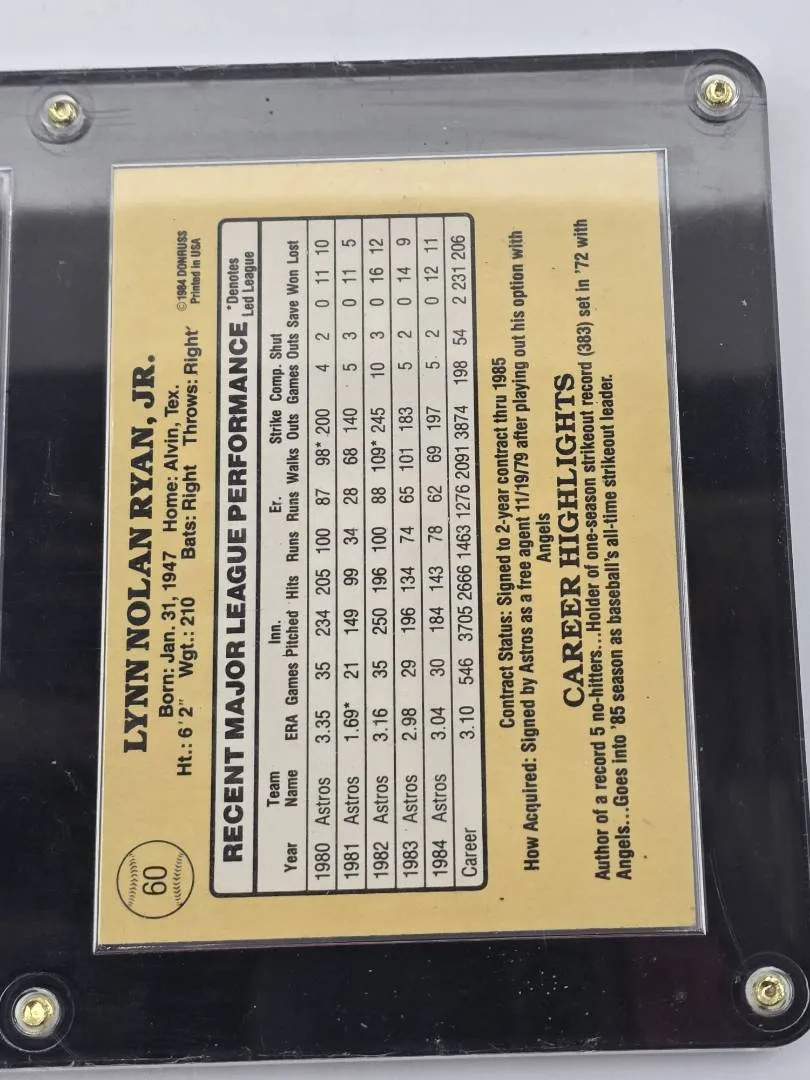 60
LYNN NOLAN RYAN, JR.
Born: Jan. 31, 1947 Home: Alvin, Tex.
Ht.: 6'2" Wgt.: 210 Bats: Right Throws: Right
©1984 DONRUSS
Printed in USA
RECENT MAJOR LEAGUE PERFORMANCE *Denotes Led League
Team Inn. Er. Strike Comp. Shut
Year Name ERA Games Pitched Hits Runs Runs Walks Outs Games Outs Save Won Lost
1980 Astros 3.35 35 234 205 100 87 98* 200 4 2 0 11 10
1981 Astros 1.69* 21 149 99 34 28 68 140 5 3 0 11 5
1982 Astros 3.16 35 250 196 100 88 109* 245 10 3 0 16 12
1983 Astros 2.98 29 196 134 74 65 101 183 5 2 0 14 9
1984 Astros 3.04 30 184 143 78 62 69 197 5 2 0 12 11
Career 3.10 546 3705 2666 1463 1276 2091 3874 198 54 2 231 206
Contract Status: Signed to 2-year contract thru 1985
How Acquired: Signed by Astros as a free agent 11/19/79 after playing out his option with
Angels
CAREER HIGHLIGHTS
Author of a record 5 no-hitters...Holder of one-season strikeout record (383) set in '72 with
Angels...Goes into '85 season as baseball's all-time strikeout leader.